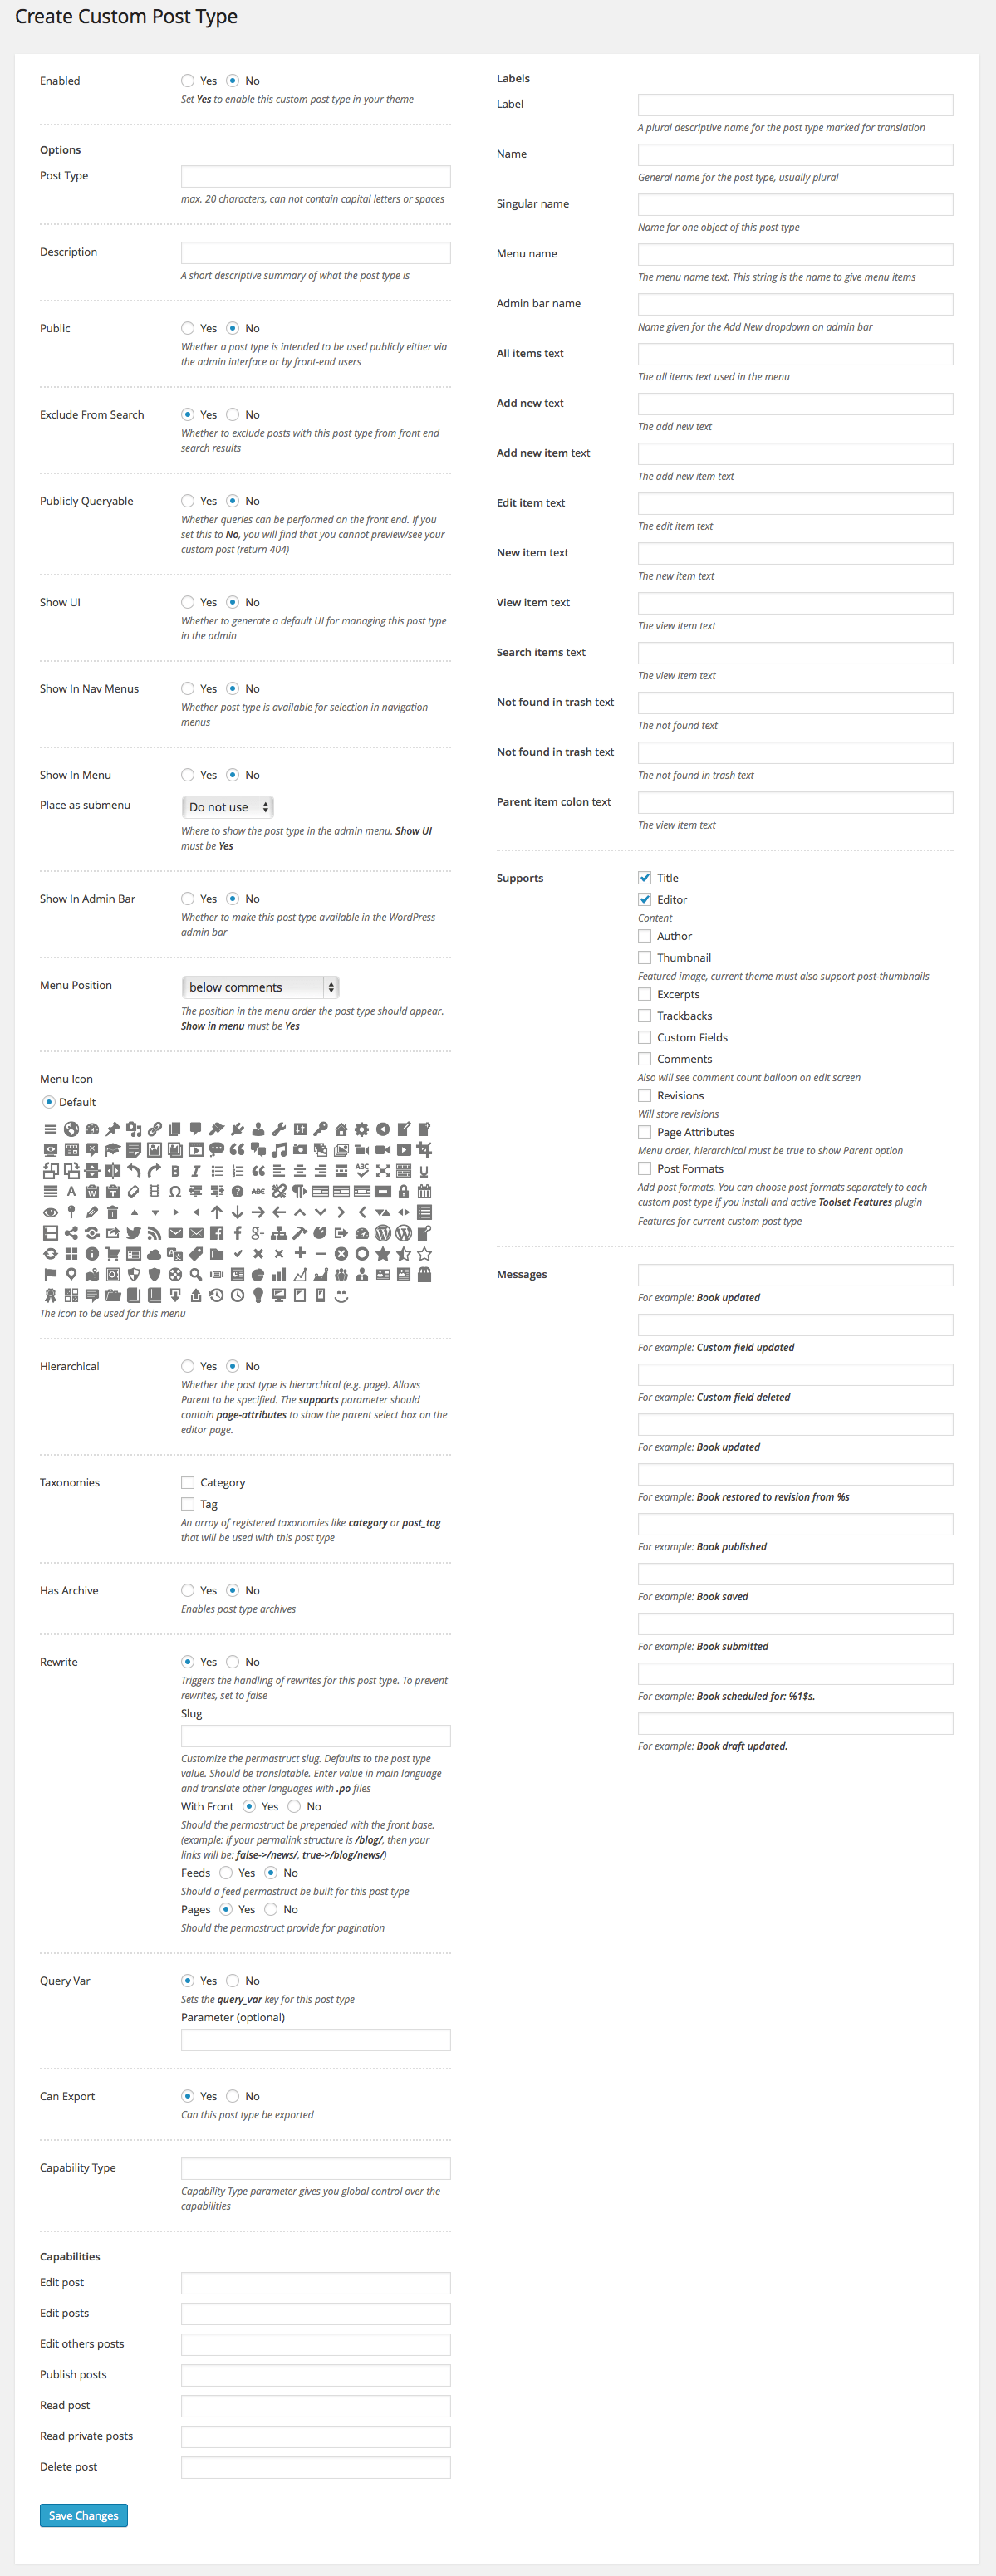 Create Custom Post Type
Enabled
Yes No
Set Yes to enable this custom post type in your theme
Options
Post Type
max. 20 characters, can not contain capital letters or spaces
Description
A short descriptive summary of what the post type is
Public
Yes No
Whether a post type is intended to be used publicly either via
the admin interface or by front-end users
Exclude From Search
Yes No
Whether to exclude posts with this post type from front end
search results
Publicly Queryable
Yes No
Whether queries can be performed on the front end. If you
set this to No, you will find that you cannot preview/see your
custom post (return 404)
Show UI
Yes No
Whether to generate a default UI for managing this post type
in the admin
Show In Nav Menus
Yes No
Whether post type is available for selection in navigation
menus
Show In Menu
Yes No
Place as submenu
Do not use
Where to show the post type in the admin menu. Show UI
must be Yes
Show In Admin Bar
Yes No
Whether to make this post type available in the WordPress
admin bar
Menu Position
below comments
The position in the menu order the post type should appear.
Show in menu must be Yes
Menu Icon
Default
The icon to be used for this menu
Hierarchical
Yes No
Whether the post type is hierarchical (e.g. page). Allows
Parent to be specified. The supports parameter should
contain page-attributes to show the parent select box on the
editor page.
Taxonomies
Category
Tag
An array of registered taxonomies like category or post_tag
that will be used with this post type
Has Archive
Yes No
Enables post type archives
Rewrite
Yes No
Triggers the handling of rewrites for this post type. To prevent
rewrites, set to false
Slug
Customize the permastruct slug. Defaults to the post type
value. Should be translatable. Enter value in main language
and translate other languages with .po files
With Front Yes No
Should the permastruct be prepended with the front base.
(example: if your permalink structure is /blog/, then your
links will be: false->/news/, true->/blog/news/)
Feeds Yes No
Should a feed permastruct be built for this post type
Pages Yes No
Should the permastruct provide for pagination
Query Var
Yes No
Sets the query_var key for this post type
Parameter (optional)
Can Export
Yes No
Can this post type be exported
Capability Type
Capability Type parameter gives you global control over the
capabilities
Capabilities
Edit post
Edit posts
Edit others posts
Publish posts
Read post
Read private posts
Delete post
Save Changes
Labels
Label
A plural descriptive name for the post type marked for translation
Name
General name for the post type, usually plural
Singular name
Name for one object of this post type
Menu name
The menu name text. This string is the name to give menu items
Admin bar name
Name given for the Add New dropdown on admin bar
All items text
The all items text used in the menu
Add new text
The add new text
Add new item text
The add new item text
Edit item text
The edit item text
New item text
The new item text
View item text
The view item text
Search items text
The view item text
Not found in trash text
The not found text
Not found in trash text
The not found in trash text
Parent item colon text
The view item text
Supports
Title
Editor
Content
Author
Thumbnail
Featured image, current theme must also support post-thumbnails
Excerpts
Trackbacks
Custom Fields
Comments
Also will see comment count balloon on edit screen
Revisions
Will store revisions
Page Attributes
Menu order, hierarchical must be true to show Parent option
Post Formats
Add post formats. You can choose post formats separately to each
custom post type if you install and active Toolset Features plugin
Features for current custom post type
Messages
For example: Book updated
For example: Custom field updated
For example: Custom field deleted
For example: Book updated
For example: Book restored to revision from %s
For example: Book published
For example: Book saved
For example: Book submitted
For example: Book scheduled for: %1$s.
For example: Book draft updated.